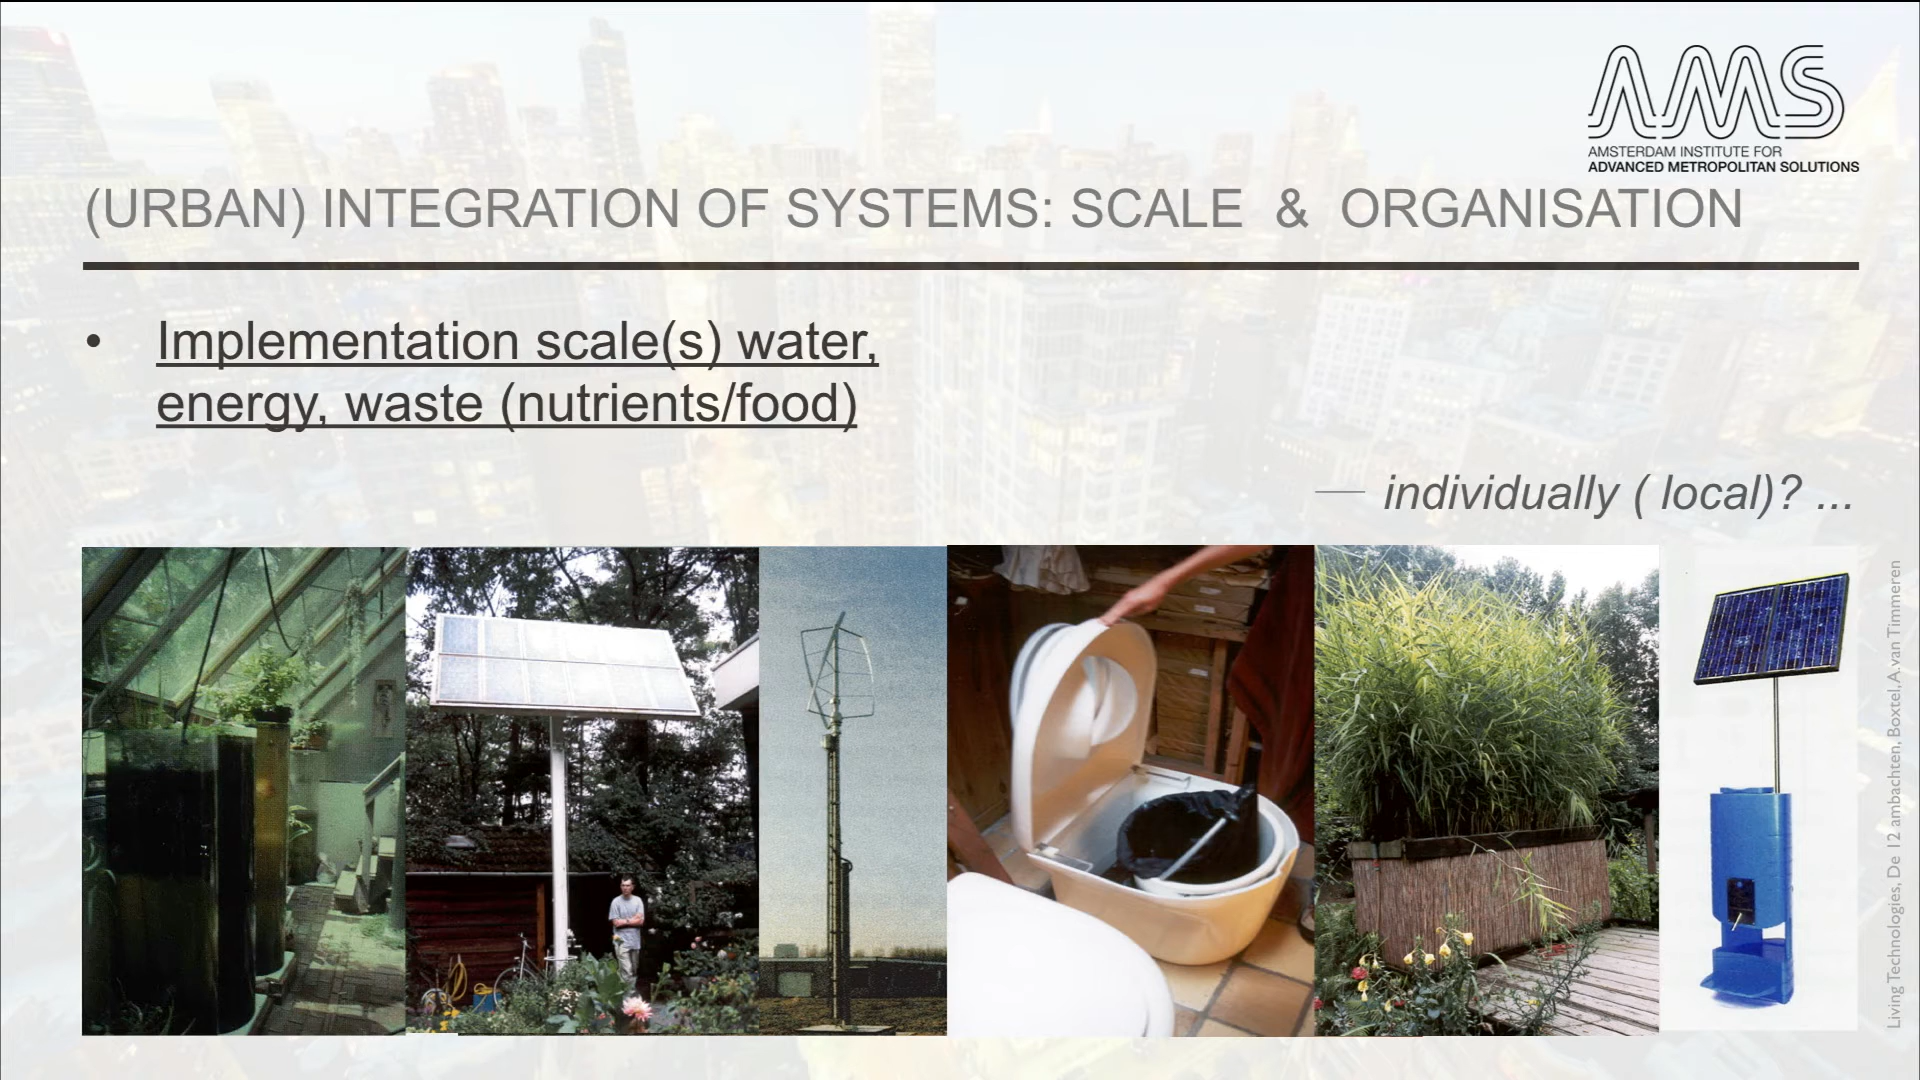 AMS
AMSTERDAM INSTITUTE FOR
ADVANCED METROPOLITAN SOLUTIONS
(URBAN) INTEGRATION OF SYSTEMS: SCALE & ORGANISATION
• Implementation scale(s) water,
energy, waste (nutrients/food)
— individually ( local)? ...
Living Technologies, De 12 ambachten, Boxtel, A. van Timmeren